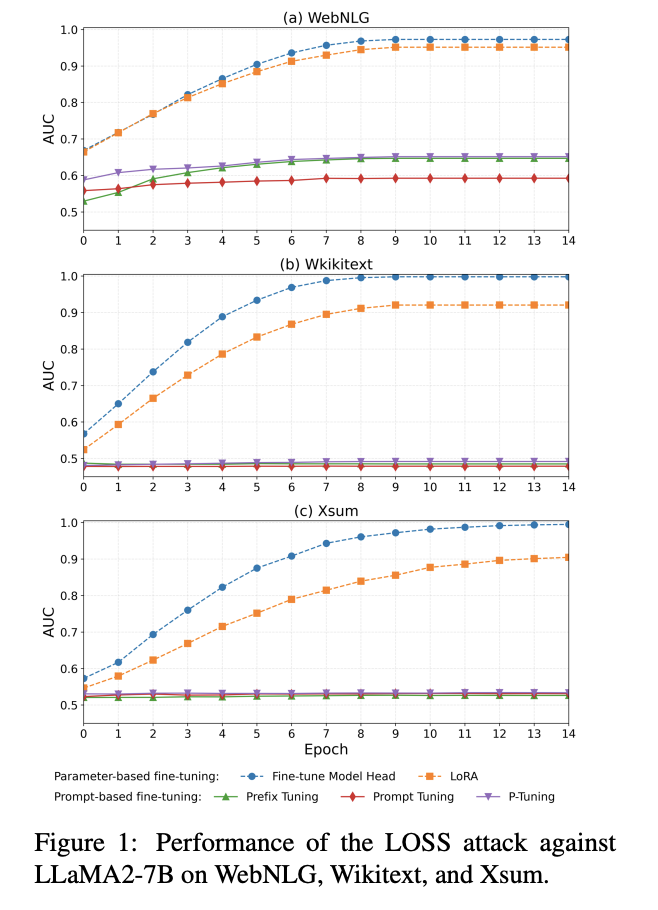 (a) WebNLG
1.0
0.9
0.8
0.7
0.6
0.5
AUC
0 1 2 3 4 5 6 7 8 9 10 11 12 13 14
(b) Wkikitext
1.0
0.9
0.8
0.7
0.6
0.5
AUC
0 1 2 3 4 5 6 7 8 9 10 11 12 13 14
(c) Xsum
1.0
0.9
0.8
0.7
0.6
0.5
AUC
0 1 2 3 4 5 6 7 8 9 10 11 12 13 14
Epoch
Parameter-based fine-tuning: Fine-tune Model Head LoRA
Prompt-based fine-tuning: Prefix Tuning Prompt Tuning P-Tuning
Figure 1: Performance of the LOSS attack against
LLaMA2-7B on WebNLG, Wikitext, and Xsum.